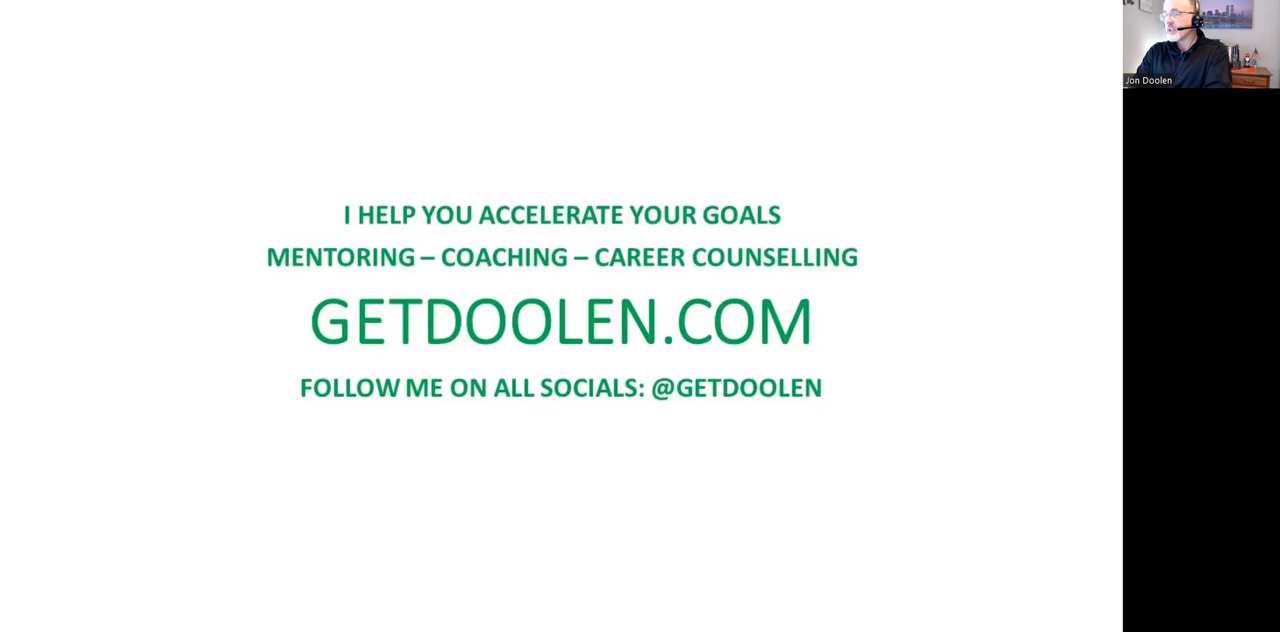 I HELP YOU ACCELERATE YOUR GOALS
MENTORING – COACHING – CAREER COUNSELLING
GETDOOLEN.COM
FOLLOW ME ON ALL SOCIALS: @GETDOOLEN
Jon Doolen